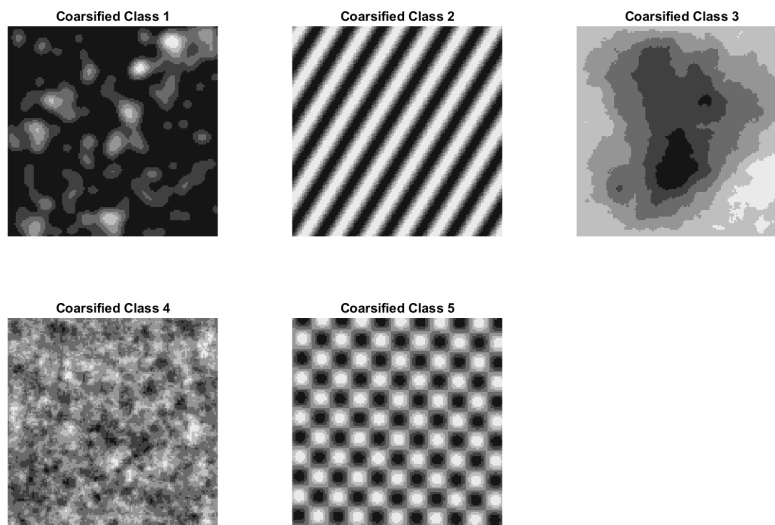 Coarsified Class 1
Coarsified Class 2
Coarsified Class 3
Coarsified Class 4
Coarsified Class 5